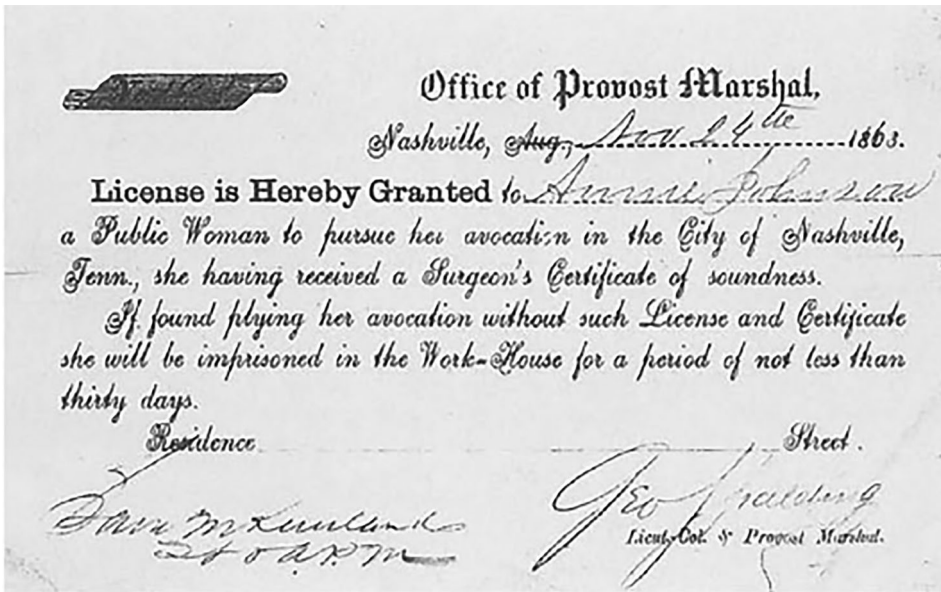 Office of Provost Marshal,
Nashville, Aug., Nov. 24th 1863.
License is Hereby Granted to Annie Johnson
a Public Woman to pursue her avocation in the City of Nashville,
Tenn., she having received a Surgeon's Certificate of soundness.
If found plying her avocation without such License and Certificate
she will be imprisoned in the Work-House for a period of not less than
thirty days.
Residence Street.
Geo Spalding
Lieut.-Col. & Provost Marshal.